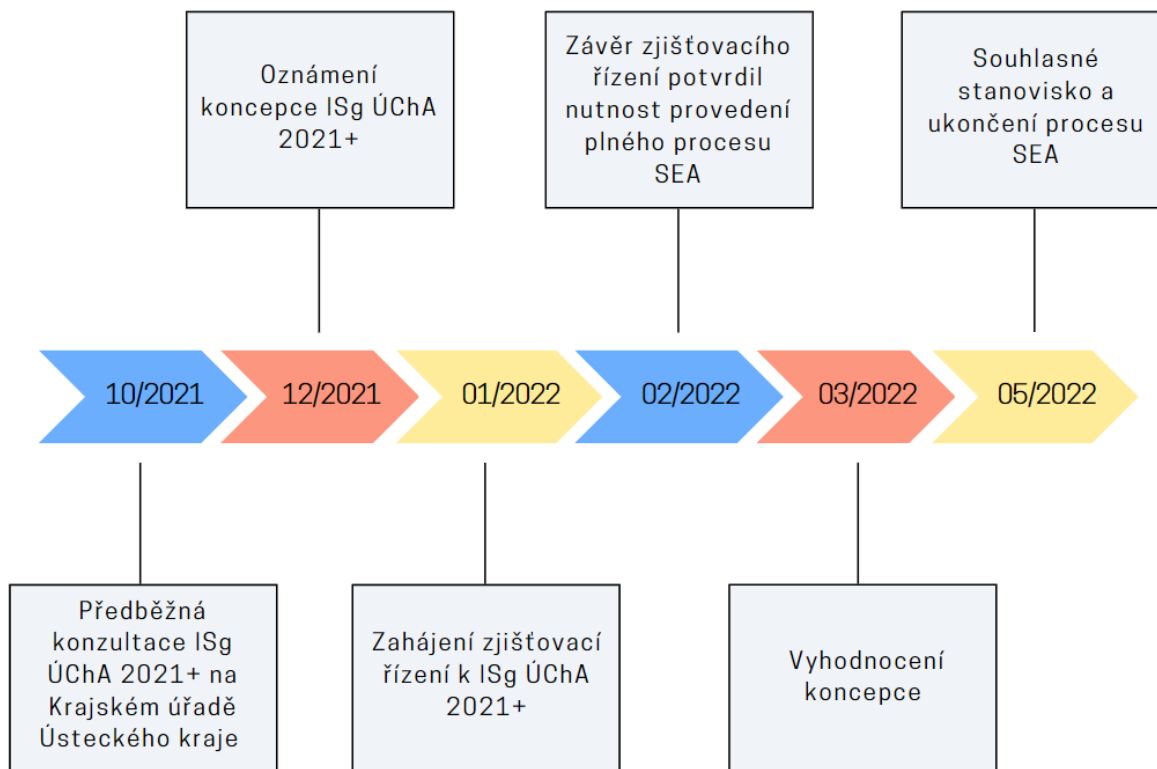 Oznámení
koncepce ISg ÚChA
2021+
Závěr zjišťovacího
řízení potvrdil
nutnost provedení
plného procesu
SEA
Souhlasné
stanovisko a
ukončení procesu
SEA
10/2021
12/2021
01/2022
02/2022
03/2022
05/2022
Předběžná
konzultace ISg
ÚChA 2021+ na
Krajském úřadě
Ústeckého kraje
Zahájení zjišťovací
řízení k ISg ÚChA
2021+
Vyhodnocení
koncepce